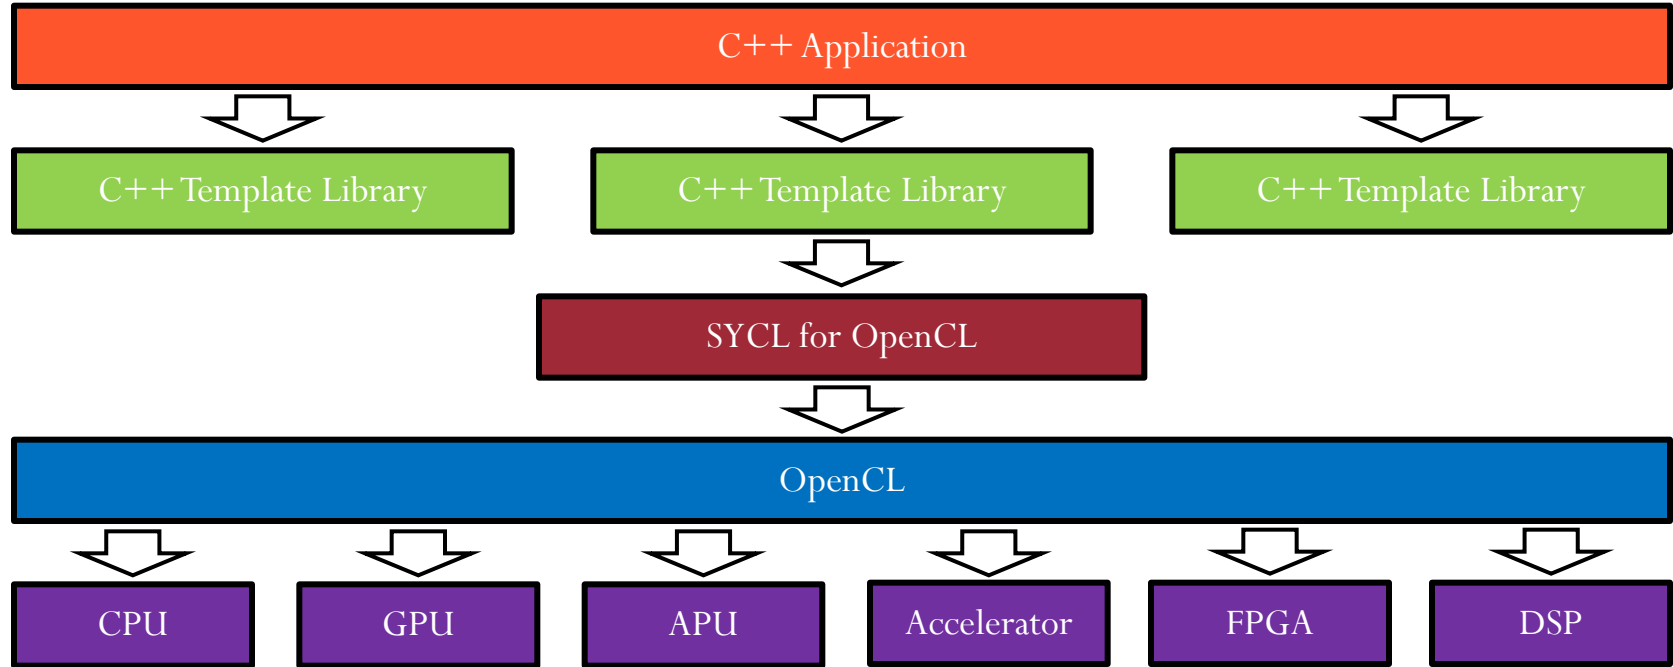 C++ Application
C++ Template Library
C++ Template Library
C++ Template Library
SYCL for OpenCL
OpenCL
CPU
GPU
APU
Accelerator
FPGA
DSP